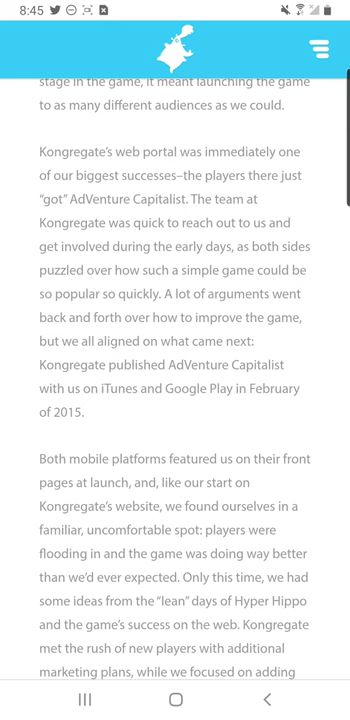 8:45
stage in the game, it meant launching the game
to as many different audiences as we could.
Kongregate's web portal was immediately one
of our biggest successes–the players there just
“got” AdVenture Capitalist. The team at
Kongregate was quick to reach out to us and
get involved during the early days, as both sides
puzzled over how such a simple game could be
so popular so quickly. A lot of arguments went
back and forth over how to improve the game,
but we all aligned on what came next:
Kongregate published AdVenture Capitalist
with us on iTunes and Google Play in February
of 2015.
Both mobile platforms featured us on their front
pages at launch, and, like our start on
Kongregate's website, we found ourselves in a
familiar, uncomfortable spot: players were
flooding in and the game was doing way better
than we'd ever expected. Only this time, we had
some ideas from the “lean” days of Hyper Hippo
and the game's success on the web. Kongregate
met the rush of new players with additional
marketing plans, while we focused on adding